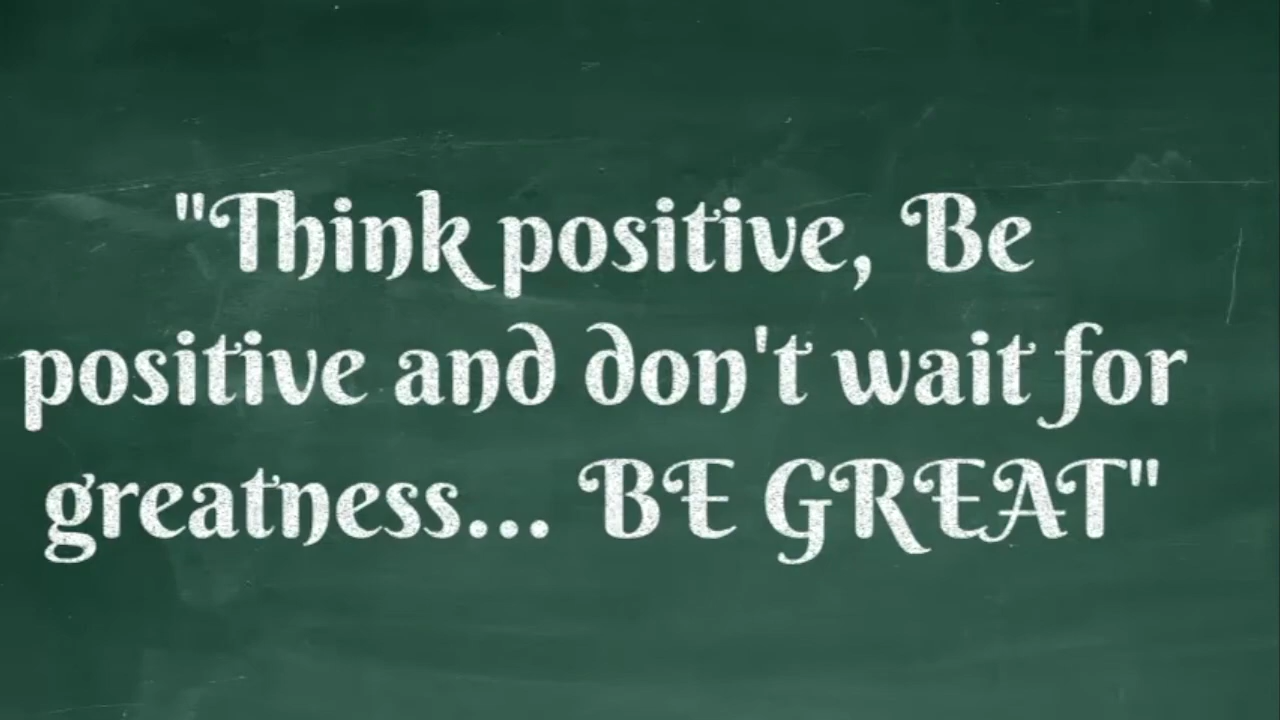 "Think positive, Be
positive and don't wait for
greatness... BE GREAT"